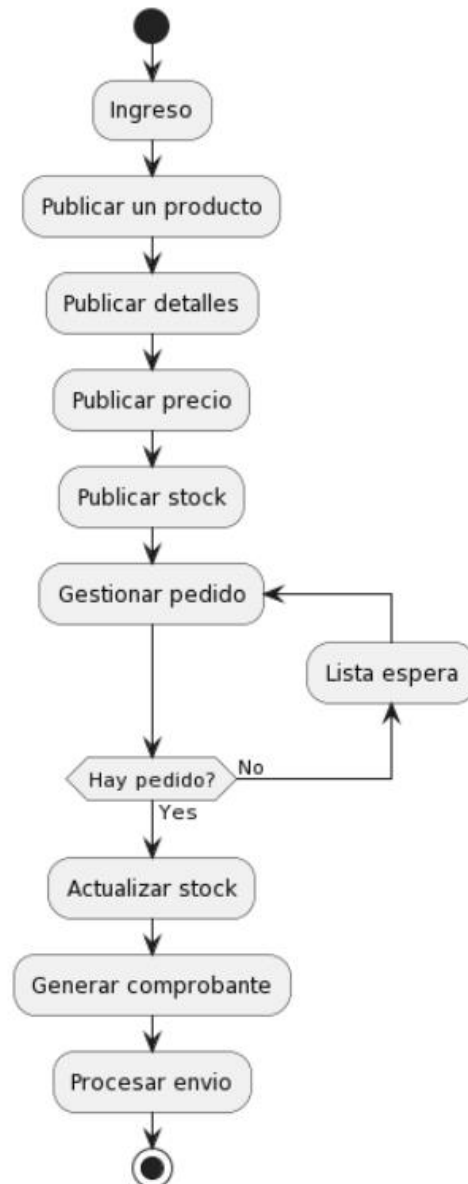 Ingreso
Publicar un producto
Publicar detalles
Publicar precio
Publicar stock
Gestionar pedido
Lista espera
Hay pedido?
No
Yes
Actualizar stock
Generar comprobante
Procesar envio